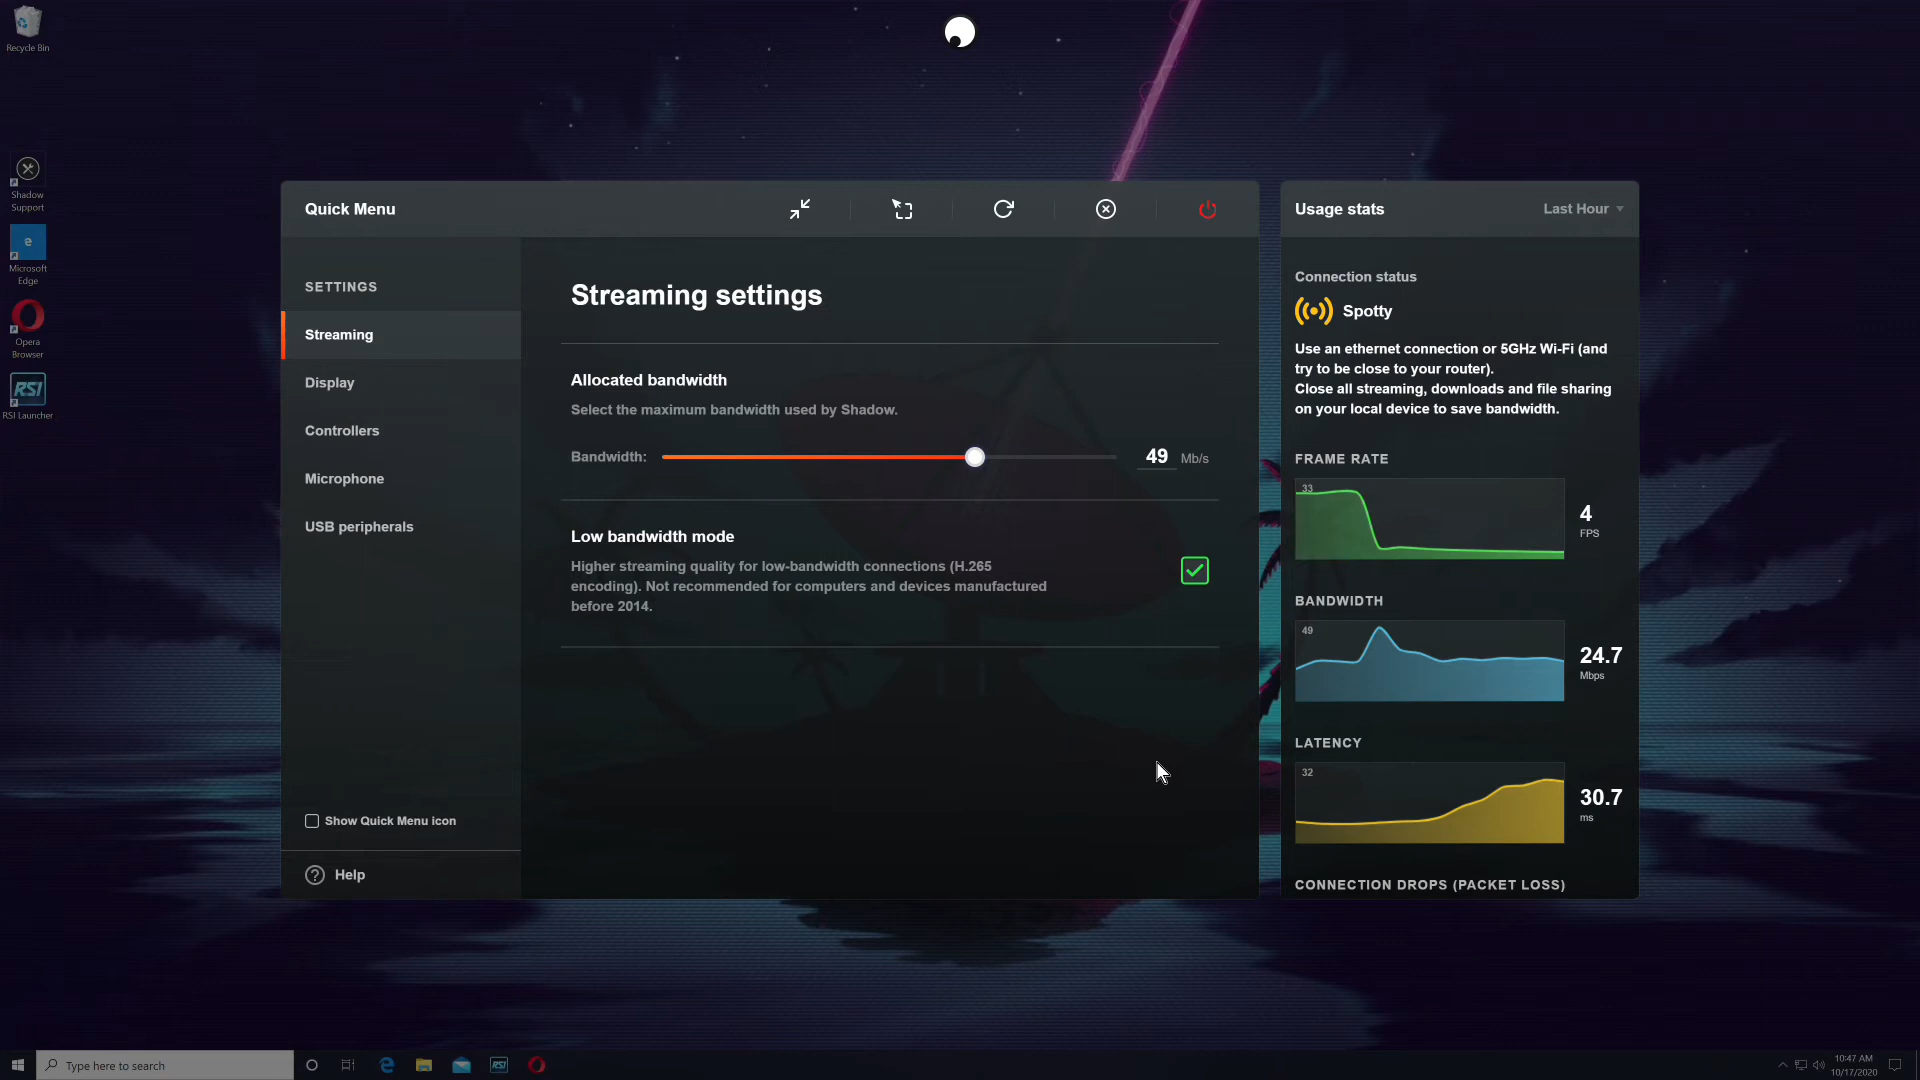 Recycle Bin
Shadow
Support
e
Microsoft
Edge
Opera
Browser
RSI
RSI Launcher
Quick Menu
SETTINGS
Streaming
Display
Controllers
Microphone
USB peripherals
Show Quick Menu icon
? Help
Streaming settings
Allocated bandwidth
Select the maximum bandwidth used by Shadow.
Bandwidth: 49 Mb/s
Low bandwidth mode
Higher streaming quality for low-bandwidth connections (H.265
encoding). Not recommended for computers and devices manufactured
before 2014.
Usage stats Last Hour
Connection status
Spotty
Use an ethernet connection or 5GHz Wi-Fi (and
try to be close to your router).
Close all streaming, downloads and file sharing
on your local device to save bandwidth.
FRAME RATE
33
4
FPS
BANDWIDTH
49
24.7
Mbps
LATENCY
32
30.7
ms
CONNECTION DROPS (PACKET LOSS)
Type here to search
RSI
10:47 AM
10/17/2020